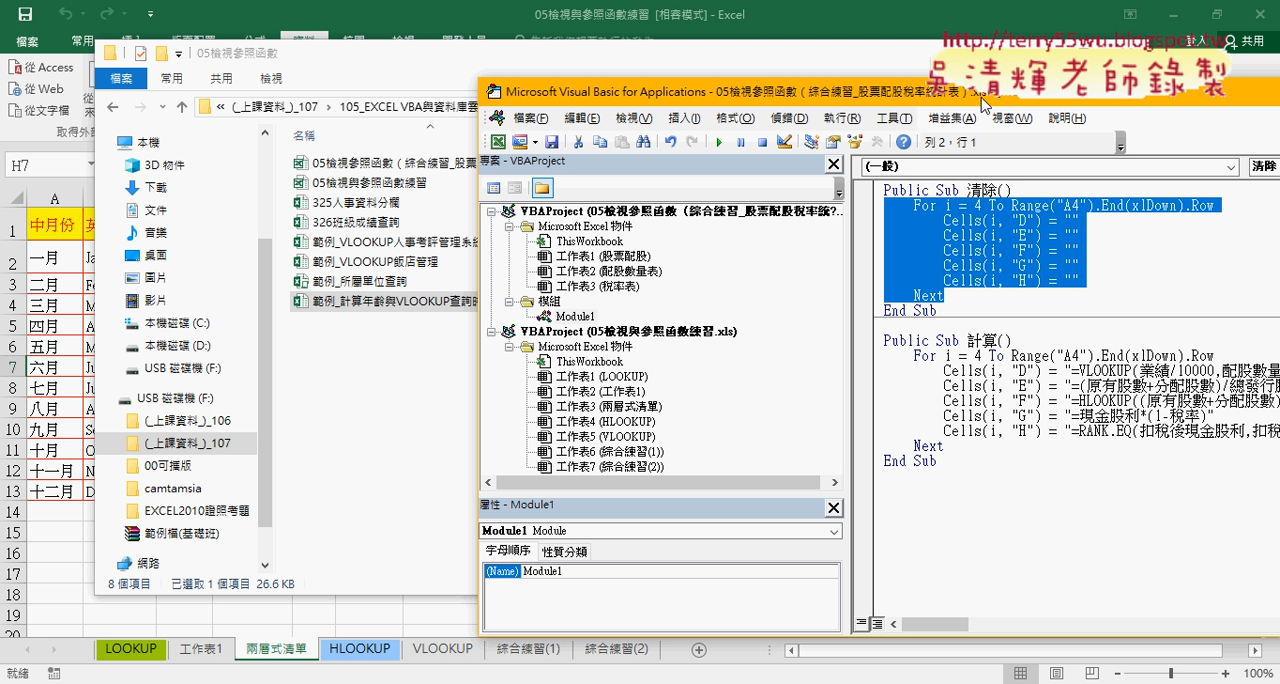 05檢視與參照函數練習 [相容模式] - Excel
http://terry55wu.blogspot.tw
吳清輝老師錄製
登入
共用
檔案
常用
從 Access
從 Web
從文字檔
取得外
H7
05檢視參照函數
檔案
常用
共用
檢視
« (_上課資料_)_107 › 105_EXCEL VBA與資料庫雲
本機
3D 物件
下載
文件
音樂
桌面
圖片
影片
本機磁碟 (C:)
本機磁碟 (D:)
USB 磁碟機 (F:)
USB 磁碟機 (F:)
(_上課資料_)_106
(_上課資料_)_107
00可攜版
camtamsia
EXCEL2010證照考題
範例檔(基礎班)
網路
8 個項目
已選取 1 個項目 26.6 KB
名稱
05檢視參照函數（綜合練習_股票
05檢視與參照函數練習
325人事資料分欄
326班級成績查詢
範例_VLOOKUP人事考評管理系統
範例_VLOOKUP飯店管理
範例_所屬單位查詢
範例_計算年齡與VLOOKUP查詢
A
1 中月份
2 一月 Ja
3 二月 Fe
4 三月 M
5 四月 A
6 五月 M
7 六月 Ju
8 七月 Ju
9 八月 A
10 九月 Se
11 十月 O
12 十一月 N
13 十二月 D
14
15
16
17
18
19
20
Microsoft Visual Basic for Applications - 05檢視參照函數（綜合練習_股票配股稅率統計表）.xls
檔案(F) 編輯(E) 檢視(V) 插入(I) 格式(O) 偵錯(D) 執行(R) 工具(T) 增益集(A) 視窗(W) 說明(H)
列 2，行 1
專案 - VBAProject
VBAProject (05檢視參照函數（綜合練習_股票配股稅率統?..
Microsoft Excel 物件
ThisWorkbook
工作表1 (股票配股)
工作表2 (配股數量表)
工作表3 (稅率表)
模組
Module1
VBAProject (05檢視與參照函數練習.xls)
Microsoft Excel 物件
ThisWorkbook
工作表1 (LOOKUP)
工作表2 (工作表1)
工作表3 (兩層式清單)
工作表4 (HLOOKUP)
工作表5 (VLOOKUP)
工作表6 (綜合練習(1))
工作表7 (綜合練習(2))
屬性 - Module1
Module1 Module
字母順序 性質分類
(Name) Module1
(一般)
清除
Public Sub 清除()
For i = 4 To Range("A4").End(xlDown).Row
Cells(i, "D") = ""
Cells(i, "E") = ""
Cells(i, "F") = ""
Cells(i, "G") = ""
Cells(i, "H") = ""
Next
End Sub
Public Sub 計算()
For i = 4 To Range("A4").End(xlDown).Row
Cells(i, "D") = "=VLOOKUP(業績/10000,配股數量
Cells(i, "E") = "=(原有股數+分配股數)/總發行股
Cells(i, "F") = "=HLOOKUP((原有股數+分配股數)
Cells(i, "G") = "=現金股利*(1-稅率)"
Cells(i, "H") = "=RANK.EQ(扣稅後現金股利,扣稅
Next
End Sub
LOOKUP 工作表1 兩層式清單 HLOOKUP VLOOKUP 綜合練習(1) 綜合練習(2)
就緒
100%